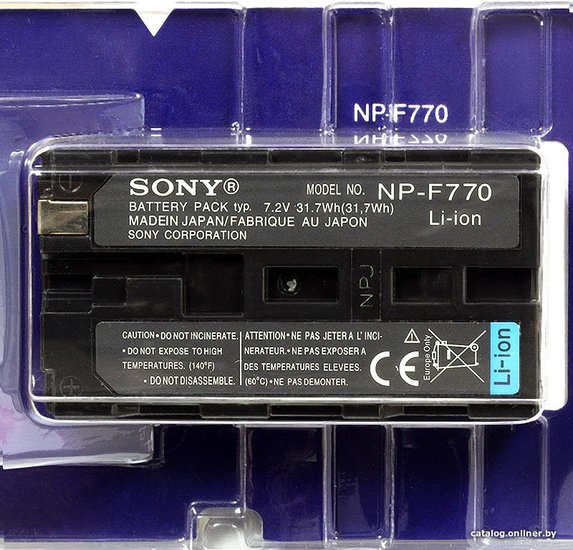 NP-F770
SONY® MODEL NO. NP-F770
BATTERY PACK typ. 7.2V 31.7Wh(31,7Wh) Li-ion
MADEIN JAPAN/FABRIQUE AU JAPON
SONY CORPORATION
NPJ
CAUTION • DO NOT INCINERATE.
• DO NOT EXPOSE TO HIGH
TEMPERATURES. (140°F)
• DO NOT DISASSEMBLE.
ATTENTION • NE PAS JETER A L' INCI-
NERATEUR. • NE PAS EXPOSER A
DES TEMPERATURES ELEVEES.
(60°C) • NE PAS DEMONTER.
CE
Europe Only
Li-ion
catalog.onliner.by